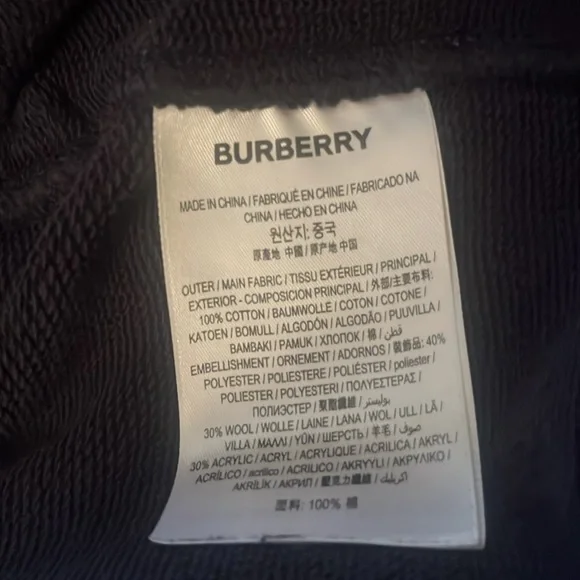 BURBERRY
MADE IN CHINA / FABRIQUÉ EN CHINE / FABRICADO NA
CHINA / HECHO EN CHINA
원산지: 중국
原產地 中國 / 原产地 中国
OUTER / MAIN FABRIC / TISSU EXTÉRIEUR / PRINCIPAL /
EXTERIOR - COMPOSICION PRINCIPAL / 外部/主要布料:
100% COTTON / BAUMWOLLE / COTON / COTONE /
KATOEN / BOMULL / ALGODÓN / ALGODÃO / PUUVILLA /
BAMBAKI / PAMUK / ХЛОПОК / 棉 / قطن /
EMBELLISHMENT / ORNEMENT / ADORNOS / 裝飾品: 40%
POLYESTER / POLIESTERE / POLIÉSTER / poliester /
POLIESTER / POLYESTERI / ΠΟΛΥΕΣΤΕΡΑΣ /
ПОЛИЭСТЕР / 聚酯纖維 / بوليستر /
30% WOOL / WOLLE / LAINE / LANA / WOL / ULL / LÃ /
VILLA / ΜΑΛΛΙ / YÜN / ШЕРСТЬ / 羊毛 / صوف /
30% ACRYLIC / ACRYL / ACRYLIQUE / ACRILICA / AKRYL /
ACRÍLICO / acrílico / ACRILICO / AKRYYLI / ΑΚΡΥΛΙΚΟ /
AKRİLİK / АКРИЛ / 壓克力纖維 / اكريليك /
面料: 100% 棉